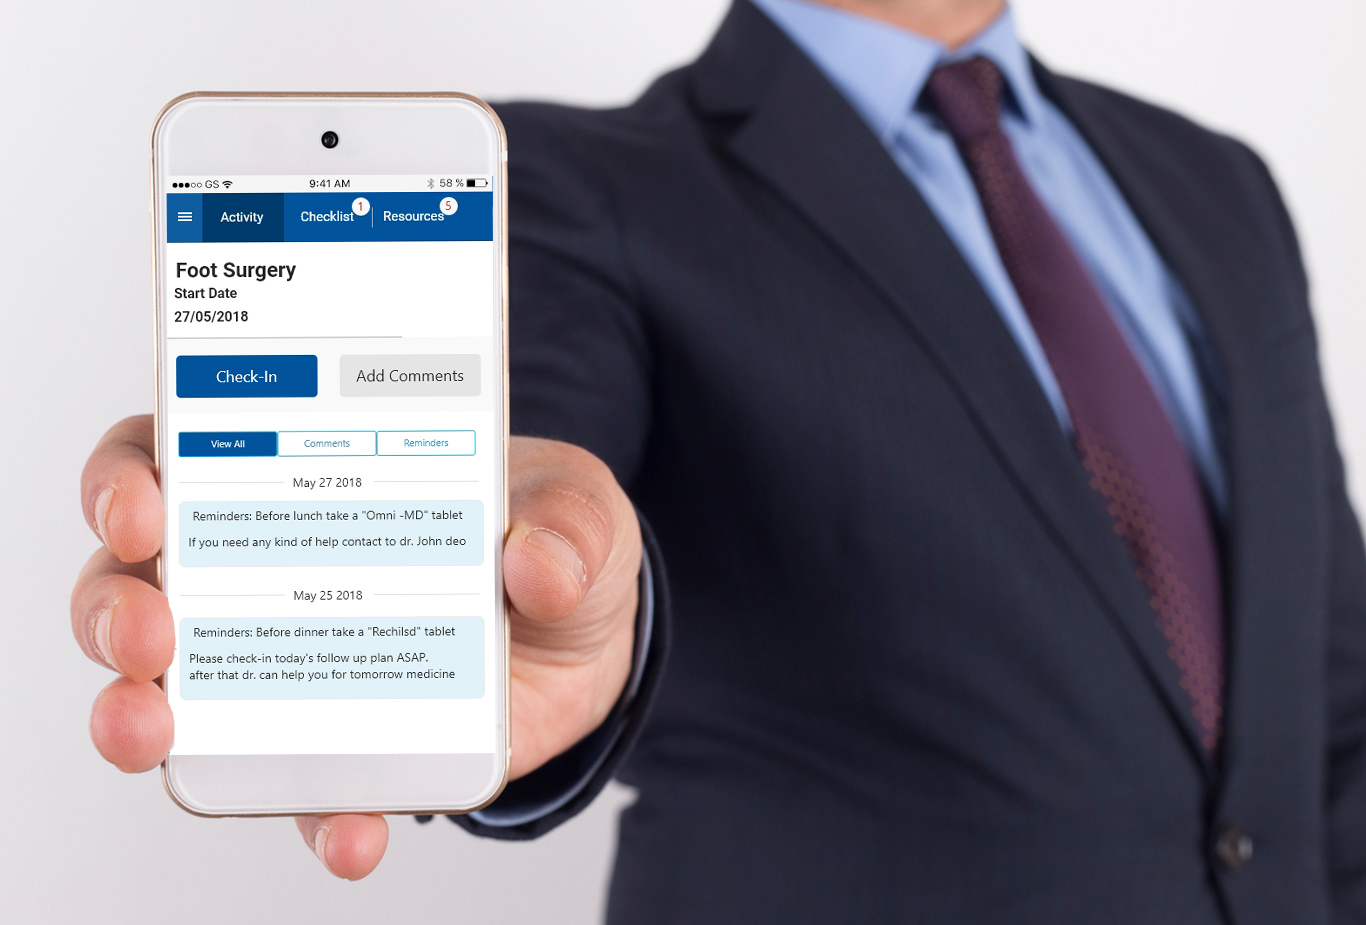 GS 9:41 AM 58 %
Activity Checklist 1 Resources 5
Foot Surgery
Start Date
27/05/2018
Check-In Add Comments
View All Comments Reminders
May 27 2018
Reminders: Before lunch take a "Omni -MD" tablet
If you need any kind of help contact to dr. John deo
May 25 2018
Reminders: Before dinner take a "Rechilsd" tablet
Please check-in today's follow up plan ASAP.
after that dr. can help you for tomorrow medicine